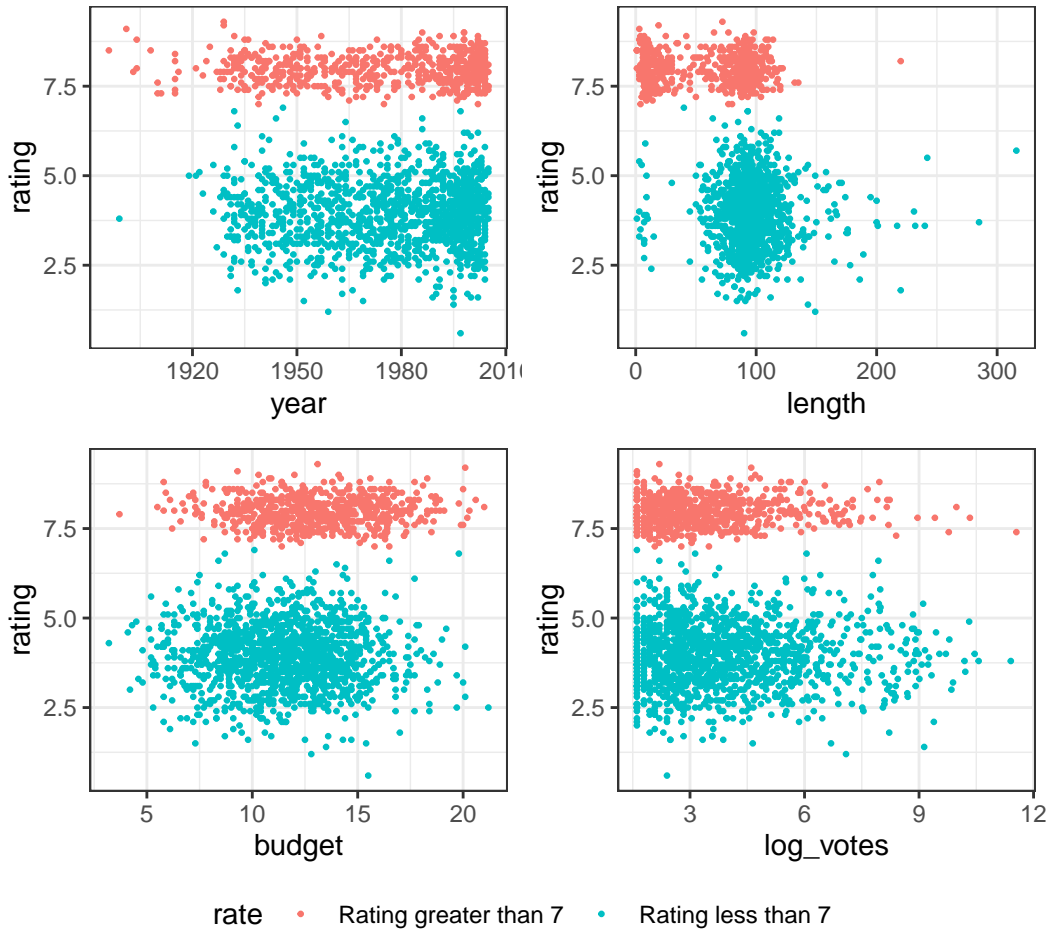 7.5
5.0
2.5
rating
1920 1950 1980 201
year
7.5
5.0
2.5
rating
0 100 200 300
length
7.5
5.0
2.5
rating
5 10 15 20
budget
7.5
5.0
2.5
rating
3 6 9 12
log_votes
rate Rating greater than 7 Rating less than 7